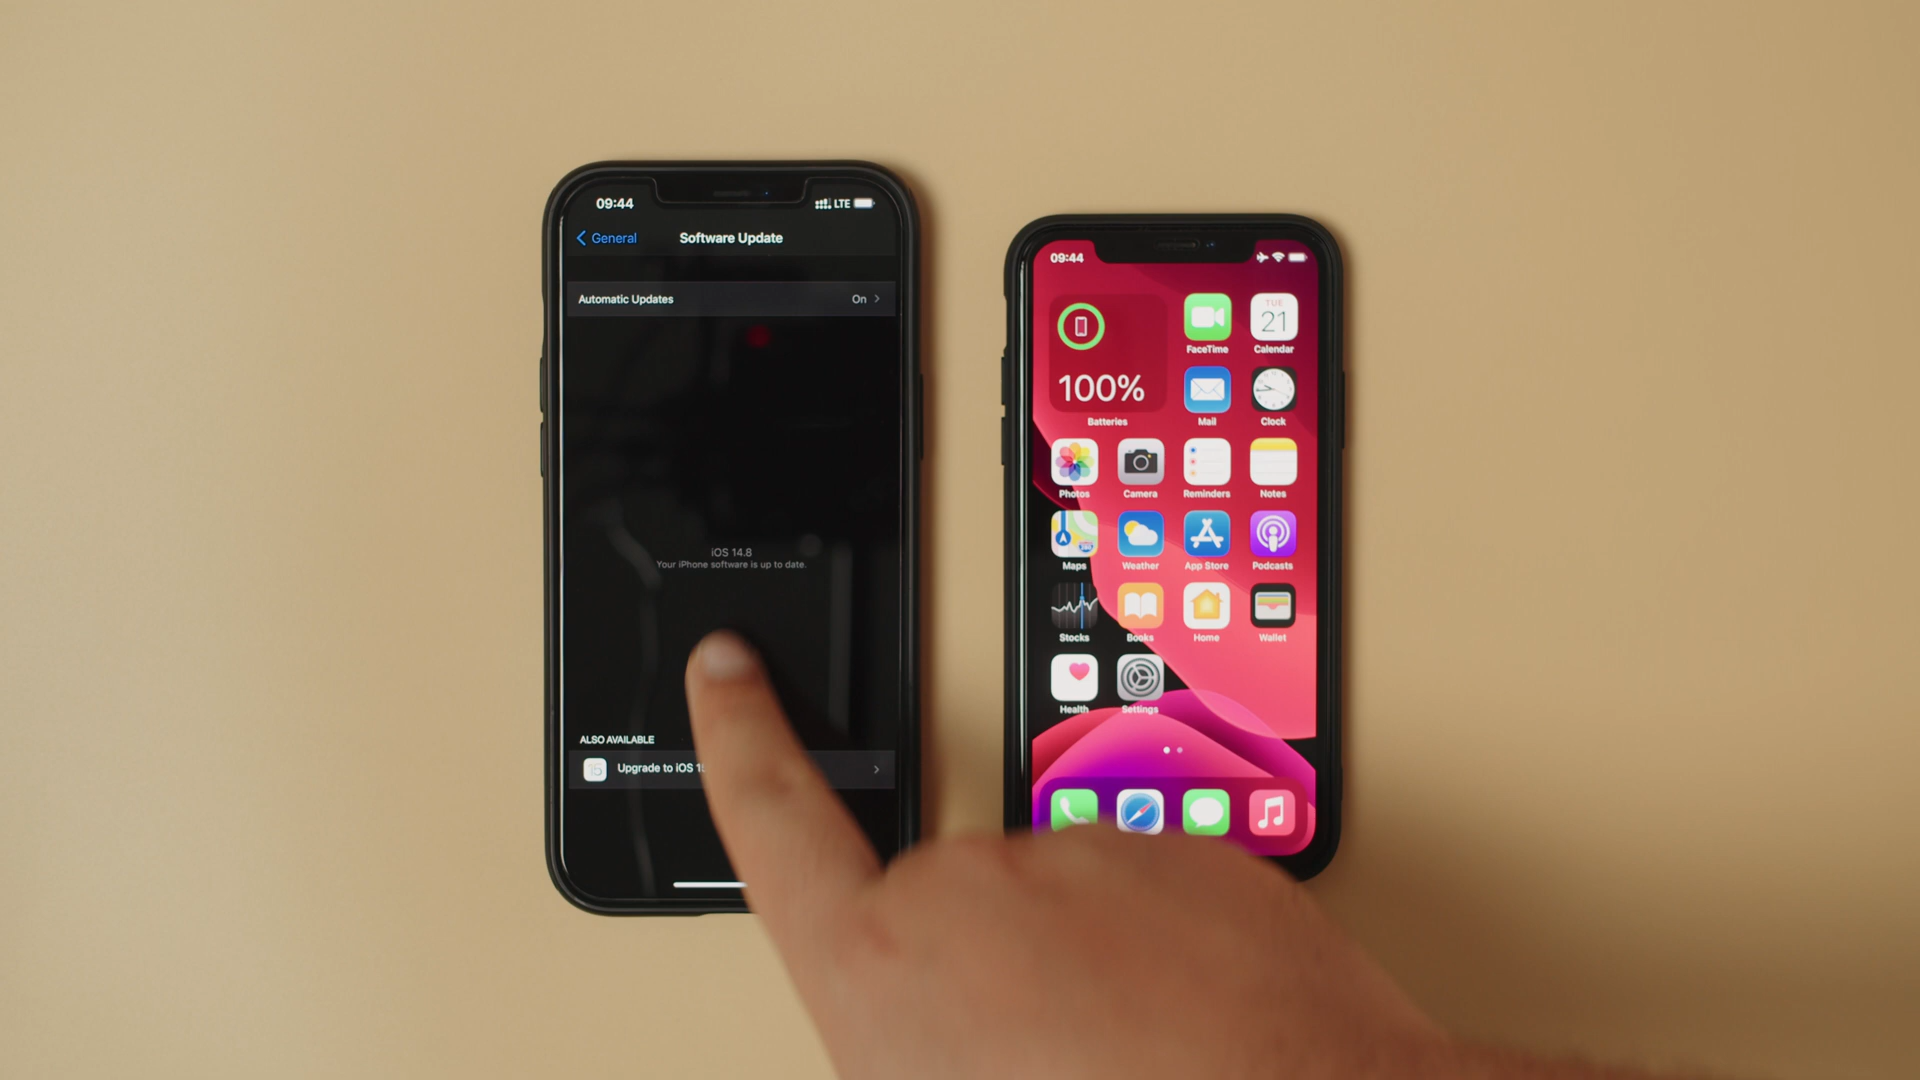 09:44
LTE
General
Software Update
Automatic Updates
On
iOS 14.8
Your iPhone software is up to date.
ALSO AVAILABLE
15
Upgrade to iOS
09:44
100%
Batteries
FaceTime
TUE
21
Calendar
Mail
Clock
Photos
Camera
Reminders
Notes
Maps
Weather
App Store
Podcasts
Stocks
Books
Home
Wallet
Health
Settings